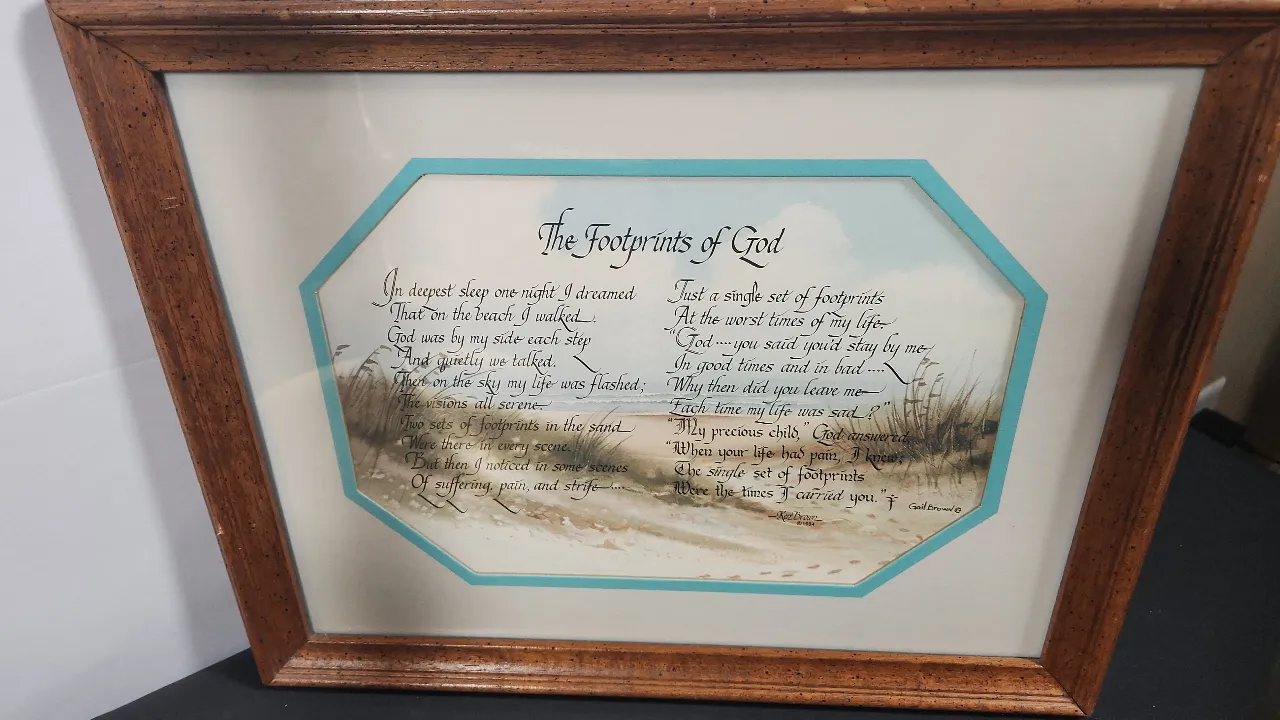 The Footprints of God
In deepest sleep one night I dreamed
That on the beach I walked.
God was by my side each step
And quietly we talked.
Then on the sky my life was flashed;
The visions all serene.
Two sets of footprints in the sand
Were there in every scene.
But then I noticed in some scenes
Of suffering, pain, and strife....
Just a single set of footprints
At the worst times of my life.
"God....you said you'd stay by me
In good times and in bad....
Why then did you leave me
Each time my life was sad?"
"My precious child," God answered,
"When your life had pain, I knew;
The single set of footprints
Were the times I carried you."
—Ken Brown
Gail Brown ©